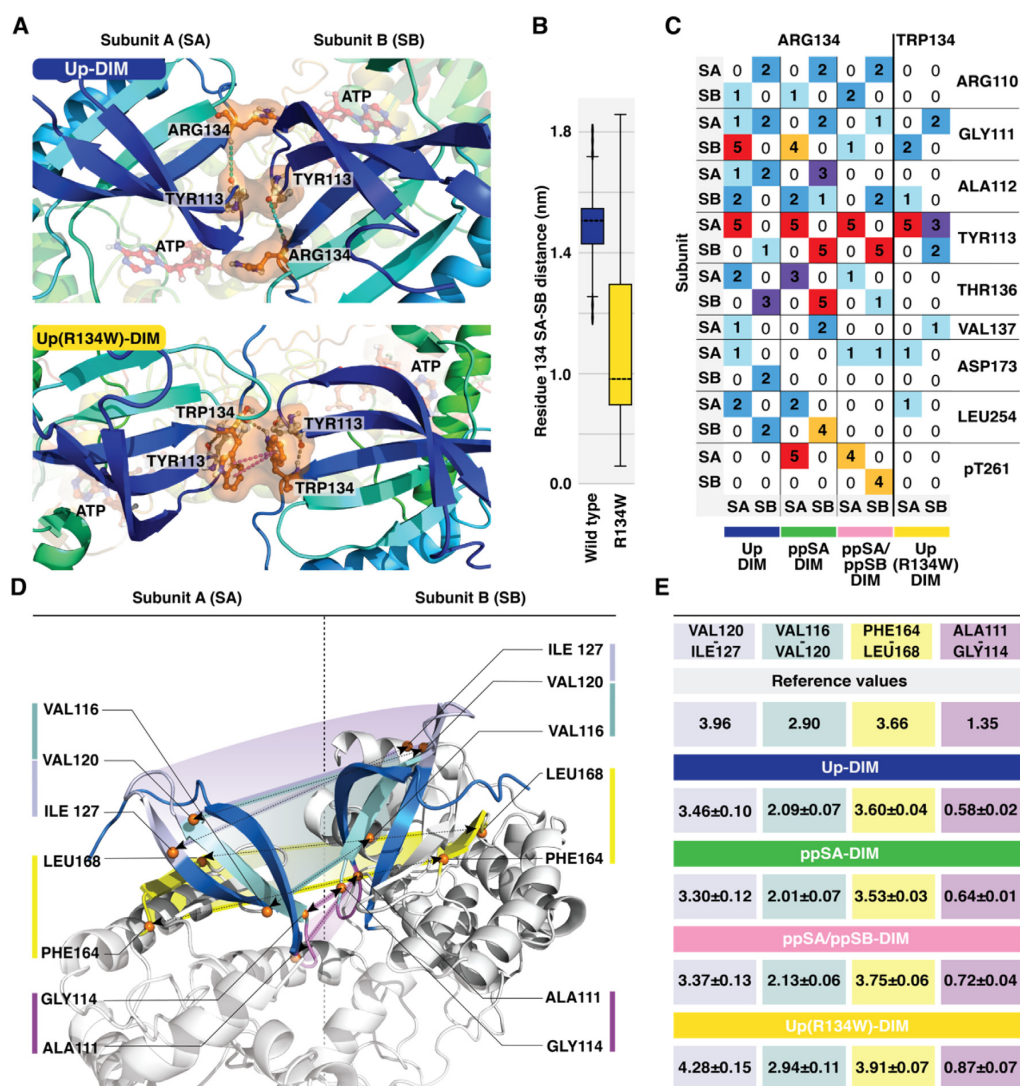 A
Subunit A (SA)
Subunit B (SB)
Up-DIM
ATP
ARG134
TYR113
TYR113
ATP
ARG134
Up(R134W)-DIM
ATP
TRP134
TYR113
TYR113
TRP134
ATP
B
Residue 134 SA-SB distance (nm)
1.8
1.4
1.0
0.0
Wild type
R134W
C
ARG134 TRP134
Subunit
SA 0 2 0 2 0 2 0 0
SB 1 0 1 0 2 0 0 0
ARG110
SA 1 2 0 2 0 1 0 2
SB 5 0 4 0 1 0 2 0
GLY111
SA 1 2 0 3 0 0 0 0
SB 2 0 2 1 0 2 1 0
ALA112
SA 5 0 5 0 5 0 5 3
SB 0 1 0 5 0 5 0 2
TYR113
SA 2 0 3 0 1 0 0 0
SB 0 3 0 5 0 1 0 0
THR136
SA 1 0 0 2 0 0 0 1 VAL137
SA 1 0 0 0 1 1 1 0
SB 0 2 0 0 0 0 0 0
ASP173
SA 2 0 2 0 0 0 1 0
SB 0 2 0 4 0 0 0 0
LEU254
SA 0 0 5 0 4 0 0 0
SB 0 0 0 0 0 4 0 0
pT261
SA SB SA SB SA SB SA SB
Up
DIM
ppSA
DIM
ppSA/
ppSB
DIM
Up
(R134W)
DIM
D
Subunit A (SA)
Subunit B (SB)
VAL116
VAL120
ILE 127
LEU168
PHE164
GLY114
ALA111
ILE 127
VAL120
VAL116
LEU168
PHE164
ALA111
GLY114
E
VAL120
-
ILE127
VAL116
-
VAL120
PHE164
-
LEU168
ALA111
-
GLY114
Reference values
3.96 2.90 3.66 1.35
Up-DIM
3.46±0.10 2.09±0.07 3.60±0.04 0.58±0.02
ppSA-DIM
3.30±0.12 2.01±0.07 3.53±0.03 0.64±0.01
ppSA/ppSB-DIM
3.37±0.13 2.13±0.06 3.75±0.06 0.72±0.04
Up(R134W)-DIM
4.28±0.15 2.94±0.11 3.91±0.07 0.87±0.07